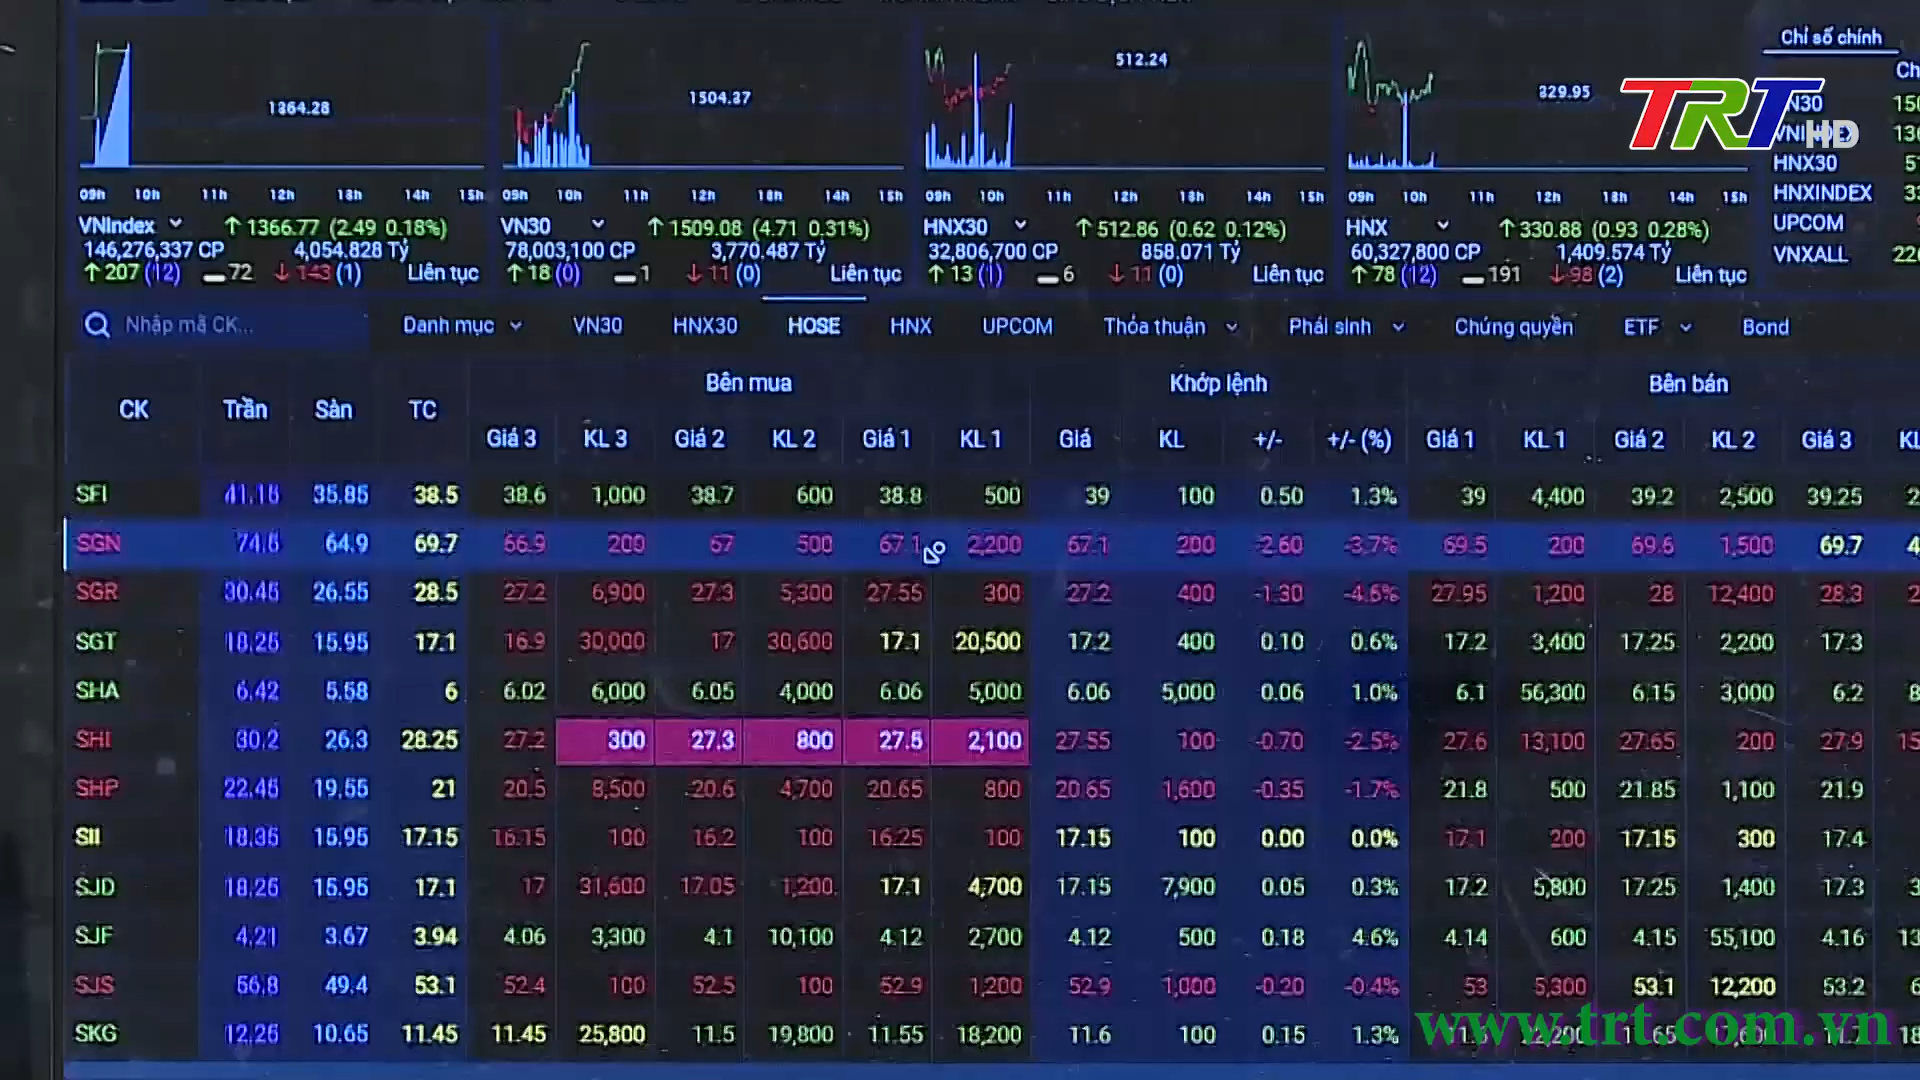 Chỉ số chính
1364.28
1504.37
512.24
329.95
TRT HD
VN30
VNINDEX
HNX30
HNXINDEX
UPCOM
VNXALL
09h 10h 11h 12h 13h 14h 15h
09h 10h 11h 12h 13h 14h 15h
09h 10h 11h 12h 13h 14h 15h
09h 10h 11h 12h 13h 14h 15h
VNIndex ↑1366.77 (2.49 0.18%)
146,276,337 CP 4,054.828 Tỷ
↑207 (12) 72 ↓143 (1) Liên tục
VN30 ↑1509.08 (4.71 0.31%)
78,003,100 CP 3,770.487 Tỷ
↑18 (0) 1 ↓11 (0) Liên tục
HNX30 ↑512.86 (0.62 0.12%)
32,806,700 CP 858.071 Tỷ
↑13 (1) 6 ↓11 (0) Liên tục
HNX ↑330.88 (0.93 0.28%)
60,327,800 CP 1,409.574 Tỷ
↑78 (12) 191 ↓98 (2) Liên tục
Nhập mã CK... Danh mục VN30 HNX30 HOSE HNX UPCOM Thỏa thuận Phái sinh Chứng quyền ETF Bond
CK Trần Sàn TC Bên mua Khớp lệnh Bên bán
Giá 3 KL 3 Giá 2 KL 2 Giá 1 KL 1 Giá KL +/- +/- (%) Giá 1 KL 1 Giá 2 KL 2 Giá 3
SFI 41.15 35.85 38.5 38.6 1,000 38.7 600 38.8 500 39 100 0.50 1.3% 39 4,400 39.2 2,500 39.25
SGN 74.5 64.9 69.7 66.9 200 67 500 67.1 2,200 67.1 200 -2.60 -3.7% 69.5 200 69.6 1,500 69.7
SGR 30.45 26.55 28.5 27.2 6,900 27.3 5,300 27.55 300 27.2 400 -1.30 -4.6% 27.95 1,200 28 12,400 28.3
SGT 18.25 15.95 17.1 16.9 30,000 17 30,600 17.1 20,500 17.2 400 0.10 0.6% 17.2 3,400 17.25 2,200 17.3
SHA 6.42 5.58 6 6.02 6,000 6.05 4,000 6.06 5,000 6.06 5,000 0.06 1.0% 6.1 56,300 6.15 3,000 6.2
SHI 30.2 26.3 28.25 27.2 300 27.3 800 27.5 2,100 27.55 100 -0.70 -2.5% 27.6 13,100 27.65 200 27.9
SHP 22.45 19.55 21 20.5 8,500 20.6 4,700 20.65 800 20.65 1,600 -0.35 -1.7% 21.8 500 21.85 1,100 21.9
SII 18.35 15.95 17.15 16.15 100 16.2 100 16.25 100 17.15 100 0.00 0.0% 17.1 200 17.15 300 17.4
SJD 18.25 15.95 17.1 17 31,600 17.05 1,200 17.1 4,700 17.15 7,900 0.05 0.3% 17.2 5,800 17.25 1,400 17.3
SJF 4.21 3.67 3.94 4.06 3,300 4.1 10,100 4.12 2,700 4.12 500 0.18 4.6% 4.14 600 4.15 55,100 4.16
SJS 56.8 49.4 53.1 52.4 100 52.5 100 52.9 1,200 52.9 1,000 -0.20 -0.4% 53 5,300 53.1 12,200 53.2
SKG 12.25 10.65 11.45 11.45 25,800 11.5 19,800 11.55 18,200 11.6 100 0.15 1.3%
www.trt.com.vn